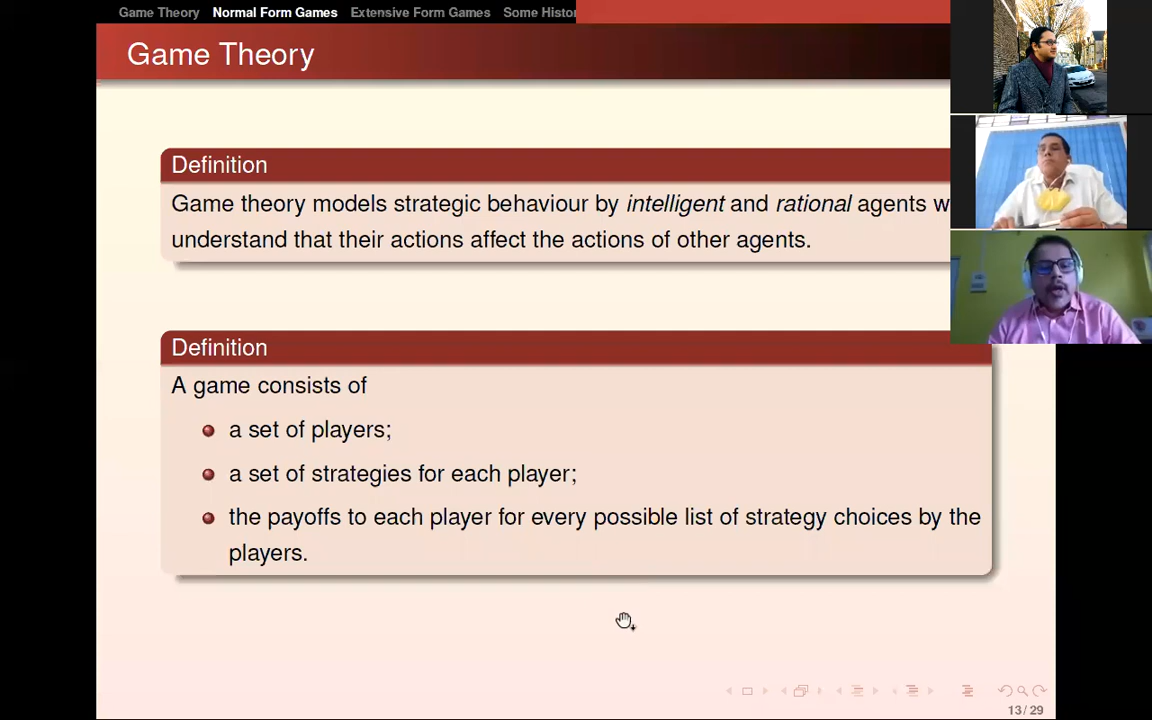 Game Theory Normal Form Games Extensive Form Games Some
Game Theory
Definition
Game theory models strategic behaviour by intelligent and rational agents
understand that their actions affect the actions of other agents.
Definition
A game consists of
a set of players;
a set of strategies for each player;
the payoffs to each player for every possible list of strategy choices by the
players.
13/29